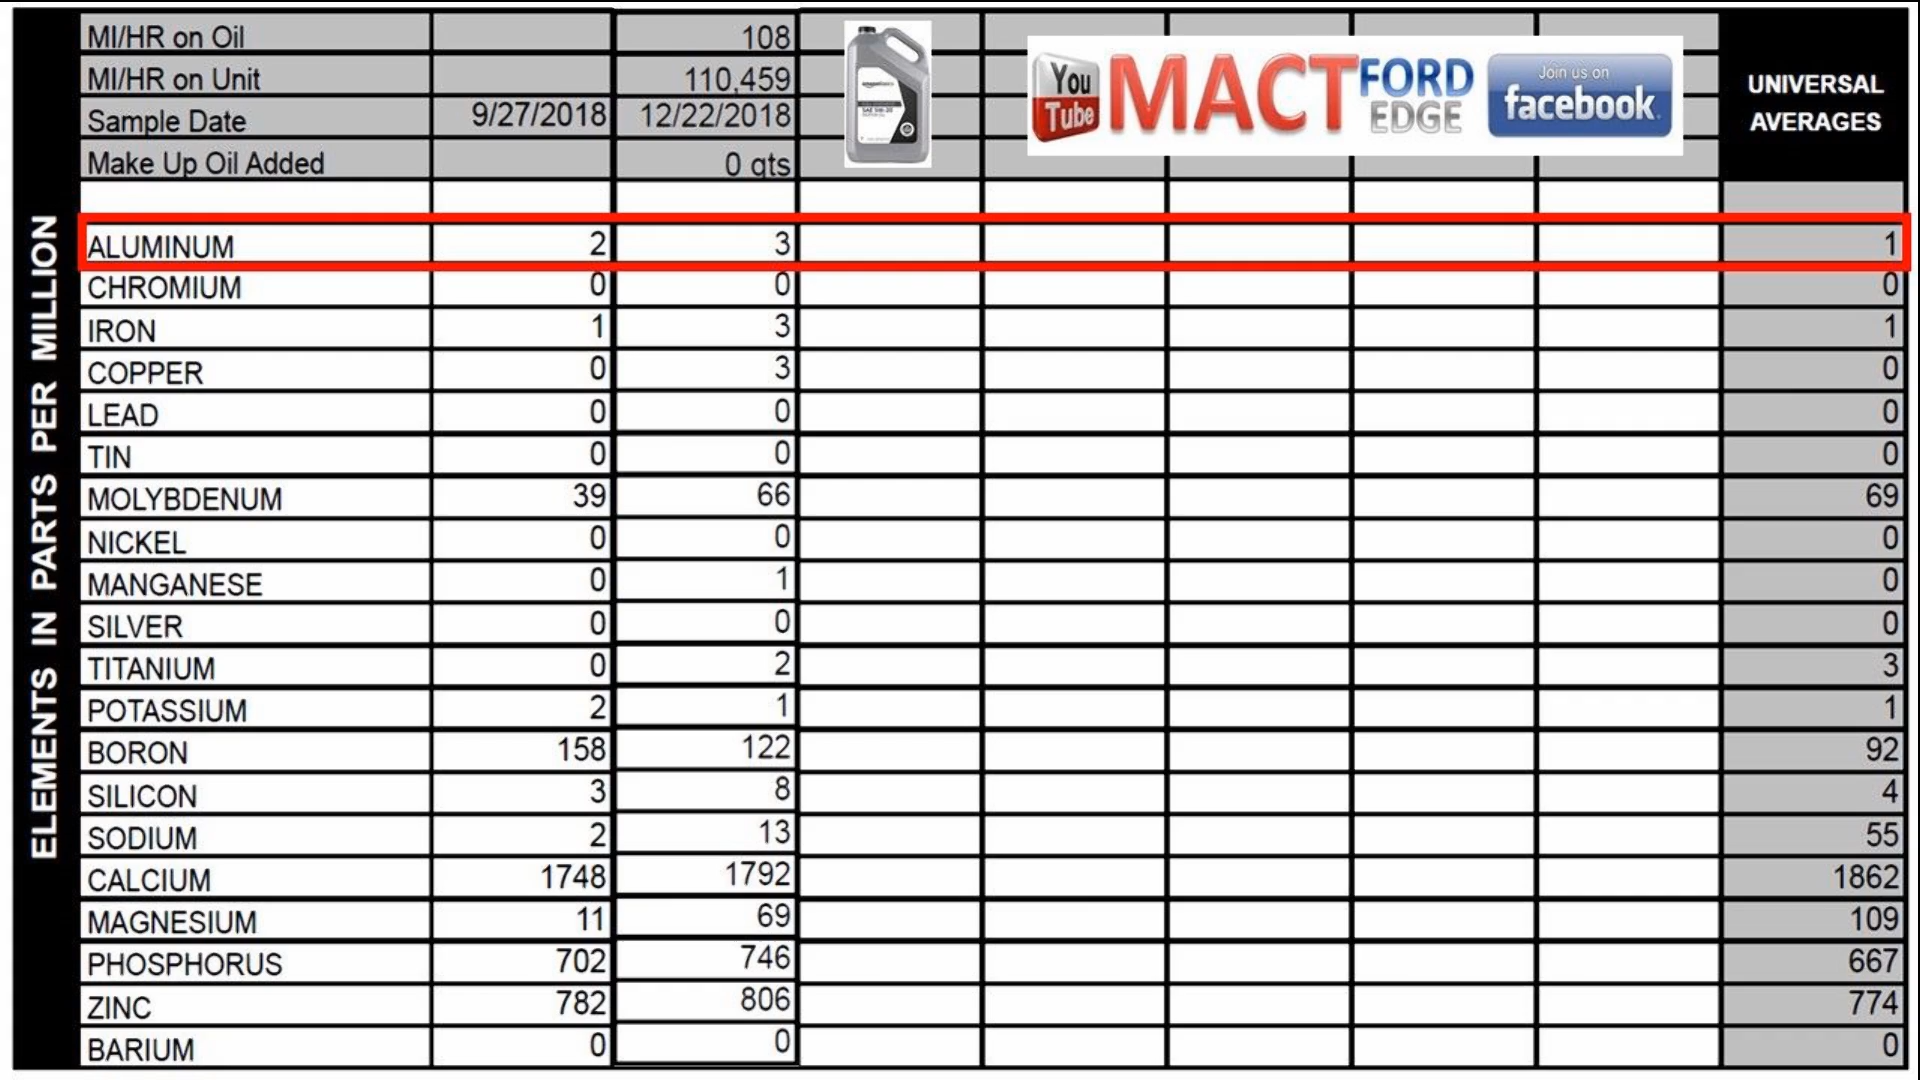 MI/HR on Oil 108
MI/HR on Unit 110,459
Sample Date 9/27/2018 12/22/2018
Make Up Oil Added 0 qts
SAE 5W-20
You
Tube
MACT FORD
EDGE
Join us on
facebook
UNIVERSAL
AVERAGES
ELEMENTS IN PARTS PER MILLION
ALUMINUM 2 3 1
CHROMIUM 0 0 0
IRON 1 3 1
COPPER 0 3 0
LEAD 0 0 0
TIN 0 0 0
MOLYBDENUM 39 66 69
NICKEL 0 0 0
MANGANESE 0 1 0
SILVER 0 0 0
TITANIUM 0 2 3
POTASSIUM 2 1 1
BORON 158 122 92
SILICON 3 8 4
SODIUM 2 13 55
CALCIUM 1748 1792 1862
MAGNESIUM 11 69 109
PHOSPHORUS 702 746 667
ZINC 782 806 774
BARIUM 0 0 0